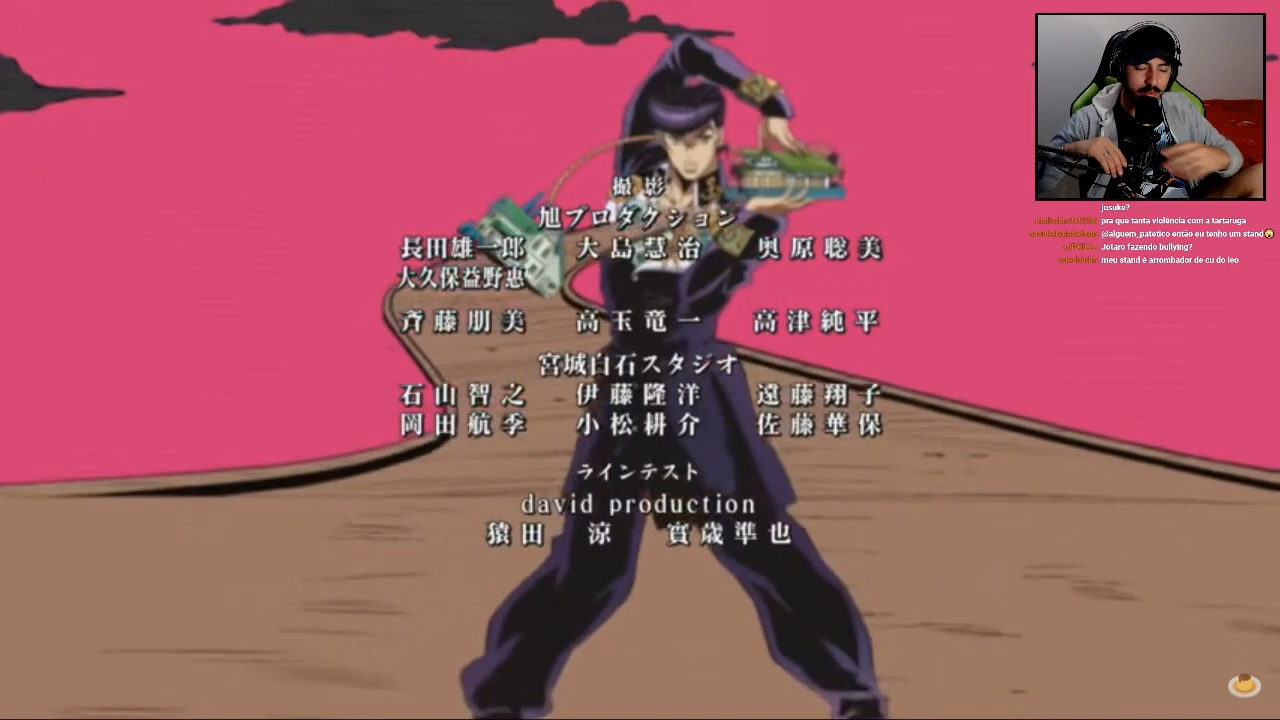 撮影
旭プロダクション
長田雄一郎 大島慧治 奥原聡美
大久保益野恵
斉藤朋美 高玉竜一 高津純平
宮城白石スタジオ
石山智之 伊藤隆洋 遠藤翔子
岡田航季 小松耕介 佐藤華保
ラインテスト
david production
猿田 涼 實歳準也
josuke?
pra que tanta violência com a tartaruga
@alguem_patetico então eu tenho um stand
Jotaro fazendo bullying?
meu stand é arrombador de cu do leo